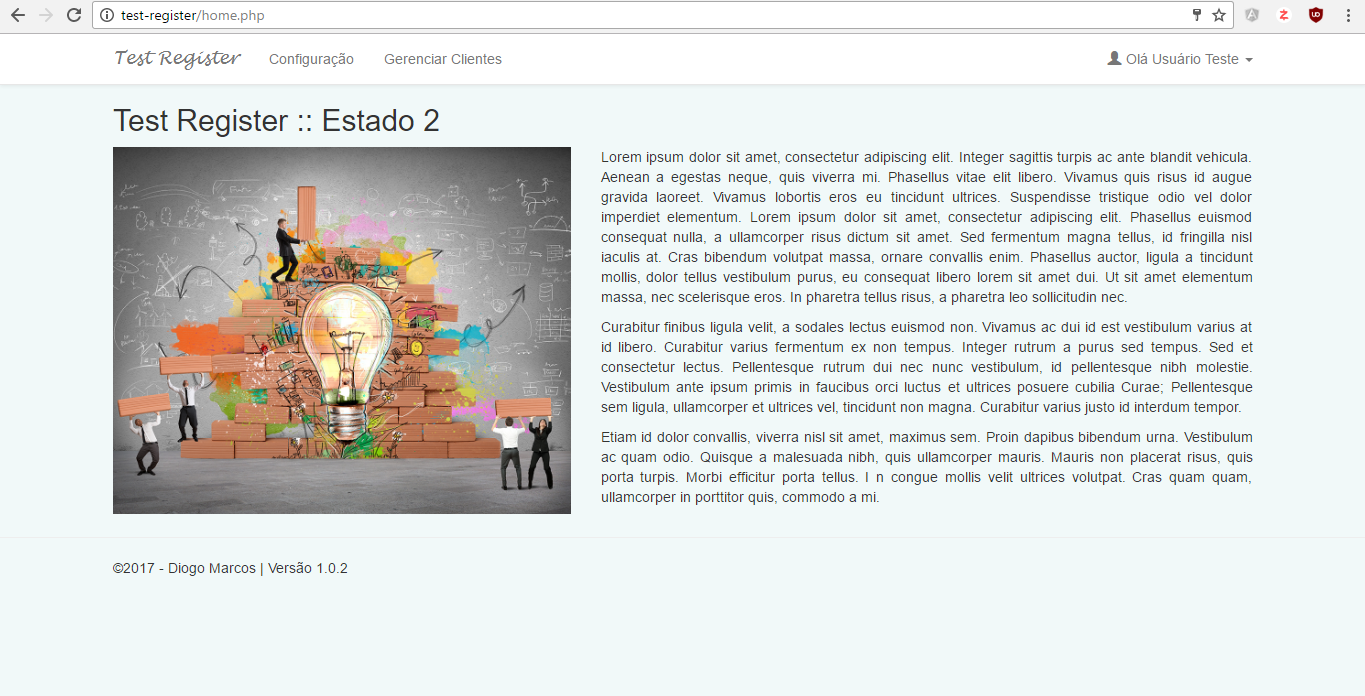 test-register/home.php
Test Register
Configuração
Gerenciar Clientes
Olá Usuário Teste
Test Register :: Estado 2
Lorem ipsum dolor sit amet, consectetur adipiscing elit. Integer sagittis turpis ac ante blandit vehicula.
Aenean a egestas neque, quis viverra mi. Phasellus vitae elit libero. Vivamus quis risus id augue
gravida laoreet. Vivamus lobortis eros eu tincidunt ultrices. Suspendisse tristique odio vel dolor
imperdiet elementum. Lorem ipsum dolor sit amet, consectetur adipiscing elit. Phasellus euismod
consequat nulla, a ullamcorper risus dictum sit amet. Sed fermentum magna tellus, id fringilla nisl
iaculis at. Cras bibendum volutpat massa, ornare convallis enim. Phasellus auctor, ligula a tincidunt
mollis, dolor tellus vestibulum purus, eu consequat libero lorem sit amet dui. Ut sit amet elementum
massa, nec scelerisque eros. In pharetra tellus risus, a pharetra leo sollicitudin nec.
Curabitur finibus ligula velit, a sodales lectus euismod non. Vivamus ac dui id est vestibulum varius at
id libero. Curabitur varius fermentum ex non tempus. Integer rutrum a purus sed tempus. Sed et
consectetur lectus. Pellentesque rutrum dui nec nunc vestibulum, id pellentesque nibh molestie.
Vestibulum ante ipsum primis in faucibus orci luctus et ultrices posuere cubilia Curae; Pellentesque
sem ligula, ullamcorper et ultrices vel, tincidunt non magna. Curabitur varius justo id interdum tempor.
Etiam id dolor convallis, viverra nisl sit amet, maximus sem. Proin dapibus bibendum urna. Vestibulum
ac quam odio. Quisque a malesuada nibh, quis ullamcorper mauris. Mauris non placerat risus, quis
porta turpis. Morbi efficitur porta tellus. I n congue mollis velit ultrices volutpat. Cras quam quam,
ullamcorper in porttitor quis, commodo a mi.
©2017 - Diogo Marcos | Versão 1.0.2